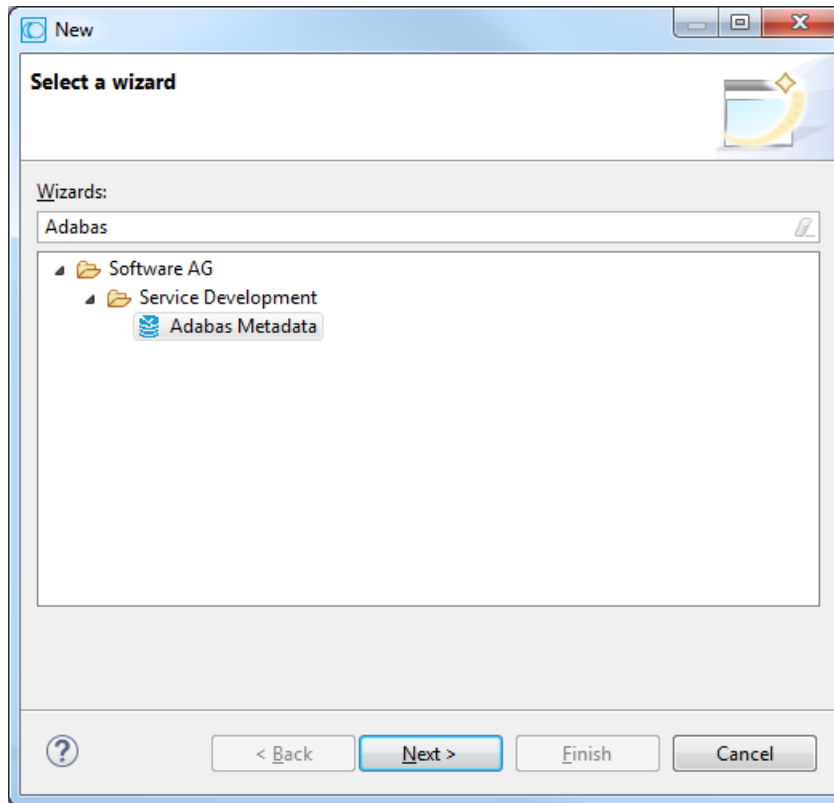 New
Select a wizard
Wizards:
Adabas
Software AG
Service Development
Adabas Metadata
? < Back Next > Finish Cancel